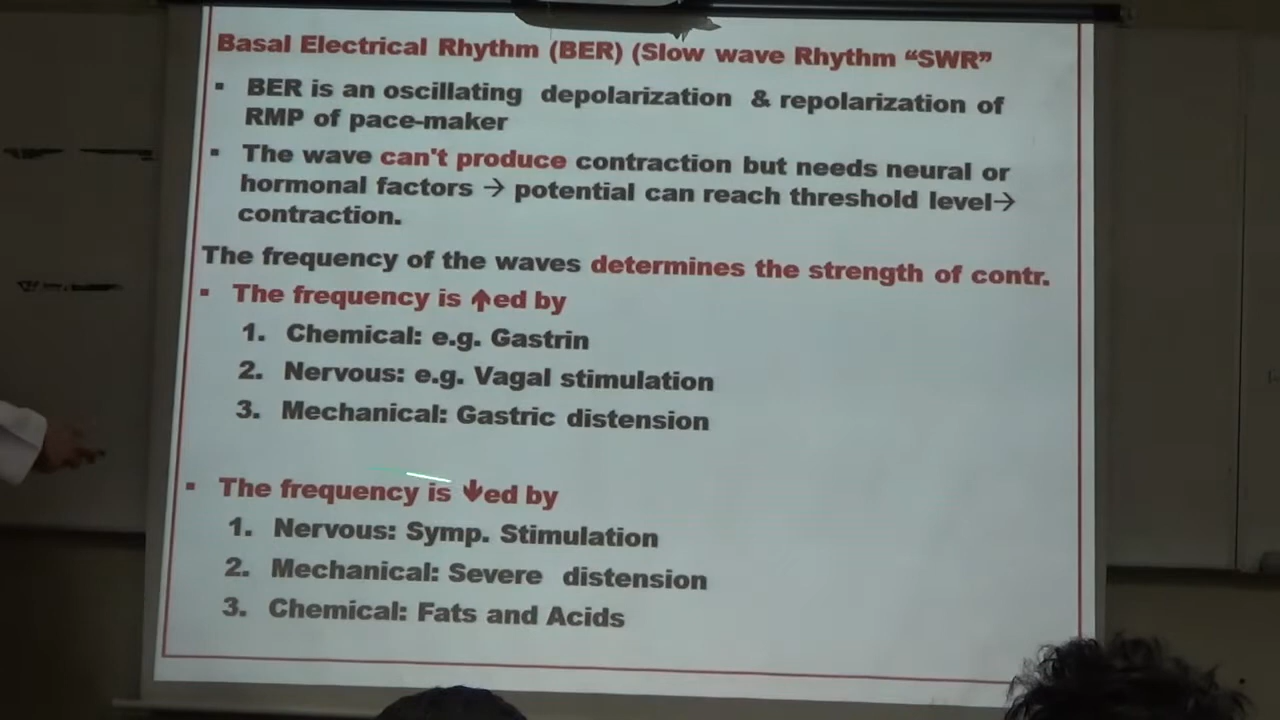 Basal Electrical Rhythm (BER) (Slow wave Rhythm “SWR”
▪ BER is an oscillating depolarization & repolarization of
RMP of pace-maker
▪ The wave can't produce contraction but needs neural or
hormonal factors → potential can reach threshold level→
contraction.
The frequency of the waves determines the strength of contr.
▪ The frequency is ↑ed by
1. Chemical: e.g. Gastrin
2. Nervous: e.g. Vagal stimulation
3. Mechanical: Gastric distension
▪ The frequency is ↓ed by
1. Nervous: Symp. Stimulation
2. Mechanical: Severe distension
3. Chemical: Fats and Acids